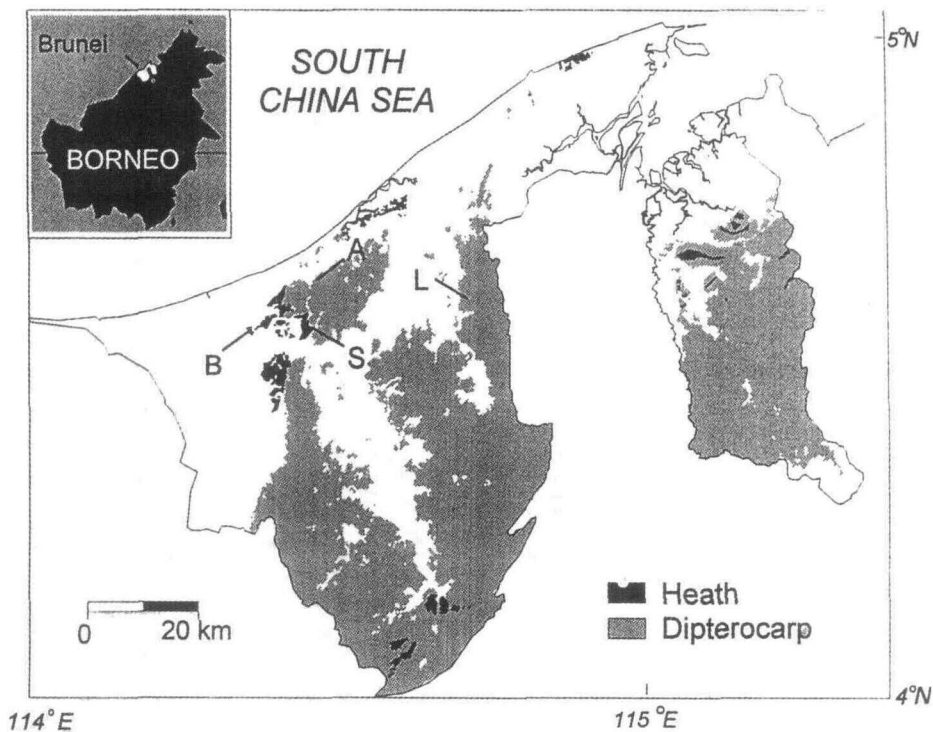 Brunei
BORNEO
SOUTH
CHINA SEA
5°N
A
L
B
S
Heath
Dipterocarp
0 20 km
4°N
114°E
115°E